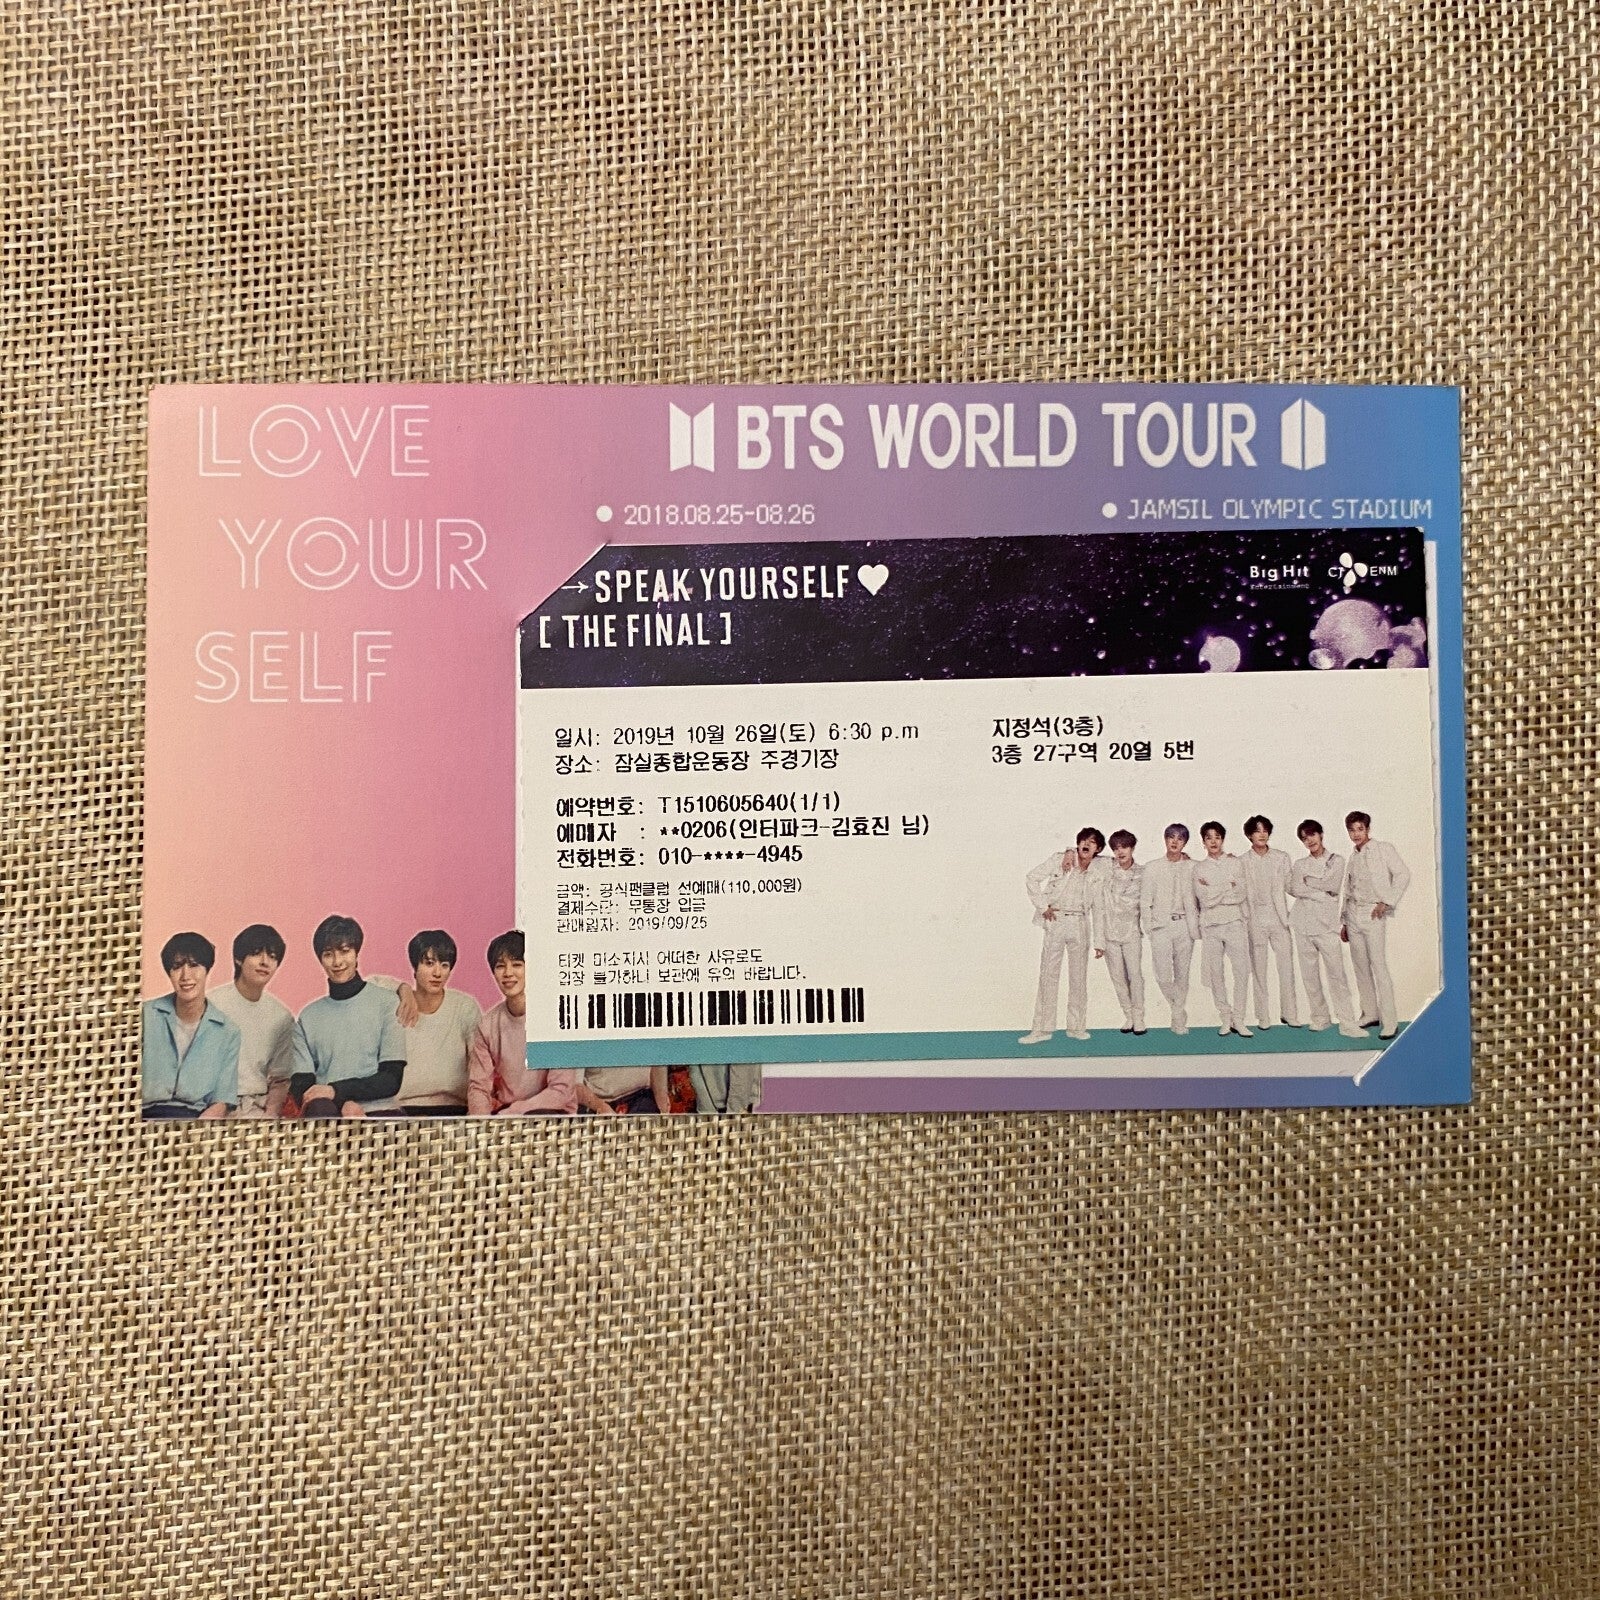 LOVE
YOUR
SELF
BTS WORLD TOUR
● 2018.08.25-08.26
● JAMSIL OLYMPIC STADIUM
→SPEAK YOURSELF♥
[ THE FINAL ]
BigHit
Entertainment
CJ ENM
일시: 2019년 10월 26일(토) 6:30 p.m
장소: 잠실종합운동장 주경기장
지정석(3층)
3층 27구역 20열 5번
예약번호: T1510605640(1/1)
예매자 : **0206(인터파크-김효진 님)
전화번호: 010-****-4945
금액: 공식팬클럽 선예매(110,000원)
결제수단: 무통장 입금
판매일자: 2019/09/25
티켓 미소지시 어떠한 사유로도
입장 불가하니 보관에 유의 바랍니다.